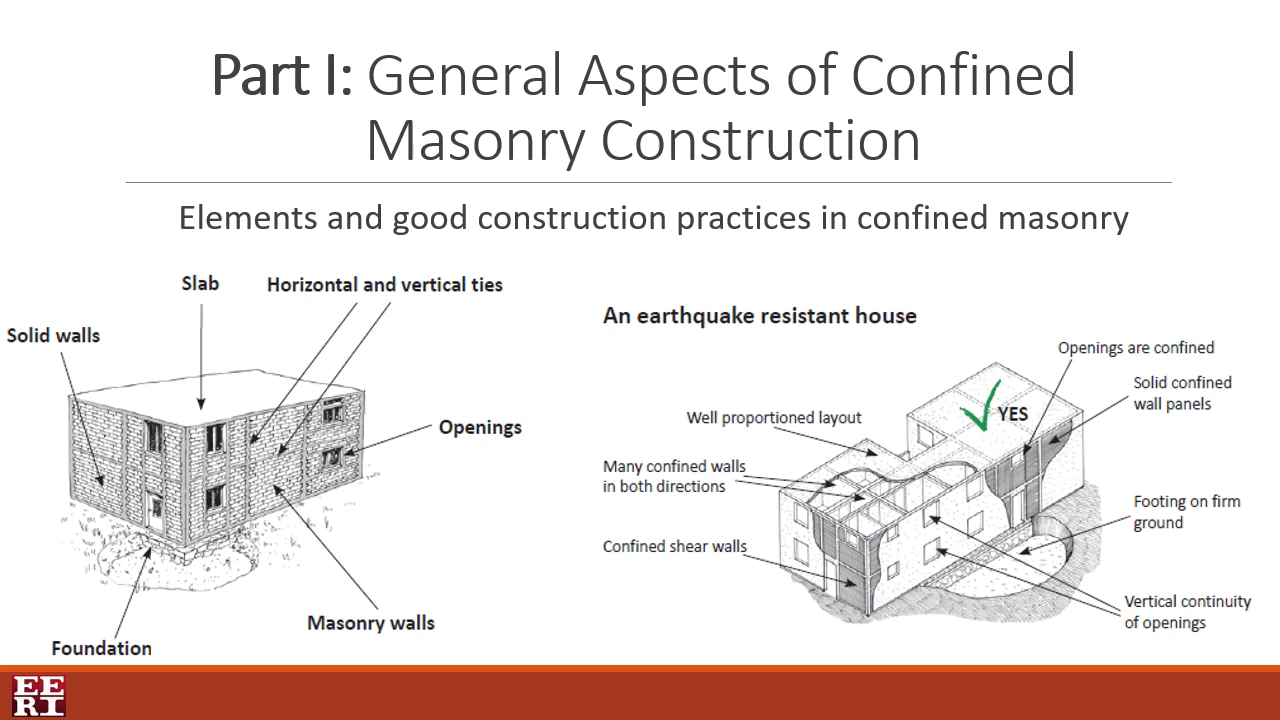 Part I: General Aspects of Confined
Masonry Construction
Elements and good construction practices in confined masonry
Slab
Horizontal and vertical ties
Solid walls
Openings
Masonry walls
Foundation
An earthquake resistant house
Openings are confined
Solid confined
wall panels
YES
Well proportioned layout
Many confined walls
in both directions
Footing on firm
ground
Confined shear walls
Vertical continuity
of openings
EE
RI